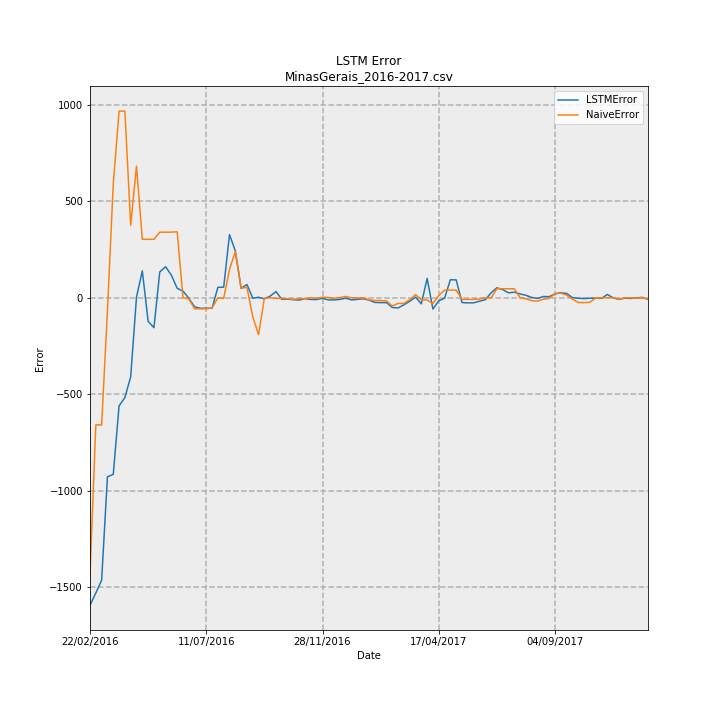 LSTM Error
MinasGerais_2016-2017.csv
LSTMError
NaiveError
1000
500
0
−500
−1000
−1500
Error
22/02/2016
11/07/2016
28/11/2016
17/04/2017
04/09/2017
Date